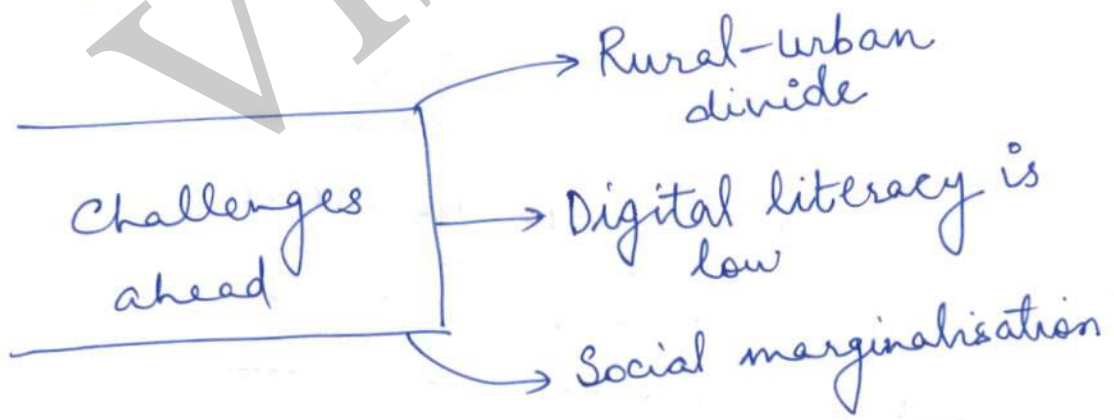 Challenges
ahead
Rural-urban
divide
Digital literacy is
low
Social marginalisation